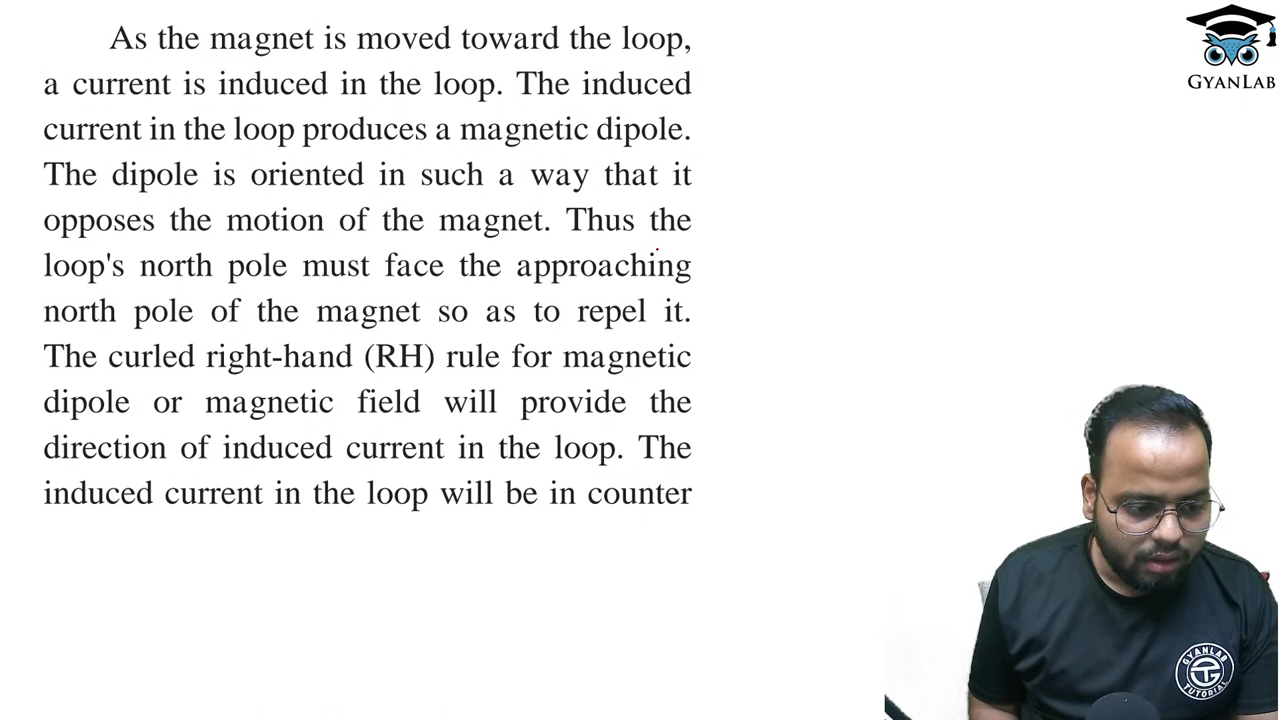 As the magnet is moved toward the loop,
a current is induced in the loop. The induced
current in the loop produces a magnetic dipole.
The dipole is oriented in such a way that it
opposes the motion of the magnet. Thus the
loop's north pole must face the approaching
north pole of the magnet so as to repel it.
The curled right-hand (RH) rule for magnetic
dipole or magnetic field will provide the
direction of induced current in the loop. The
induced current in the loop will be in counter
GYANLAB
GYANLAB
TUTORIAL